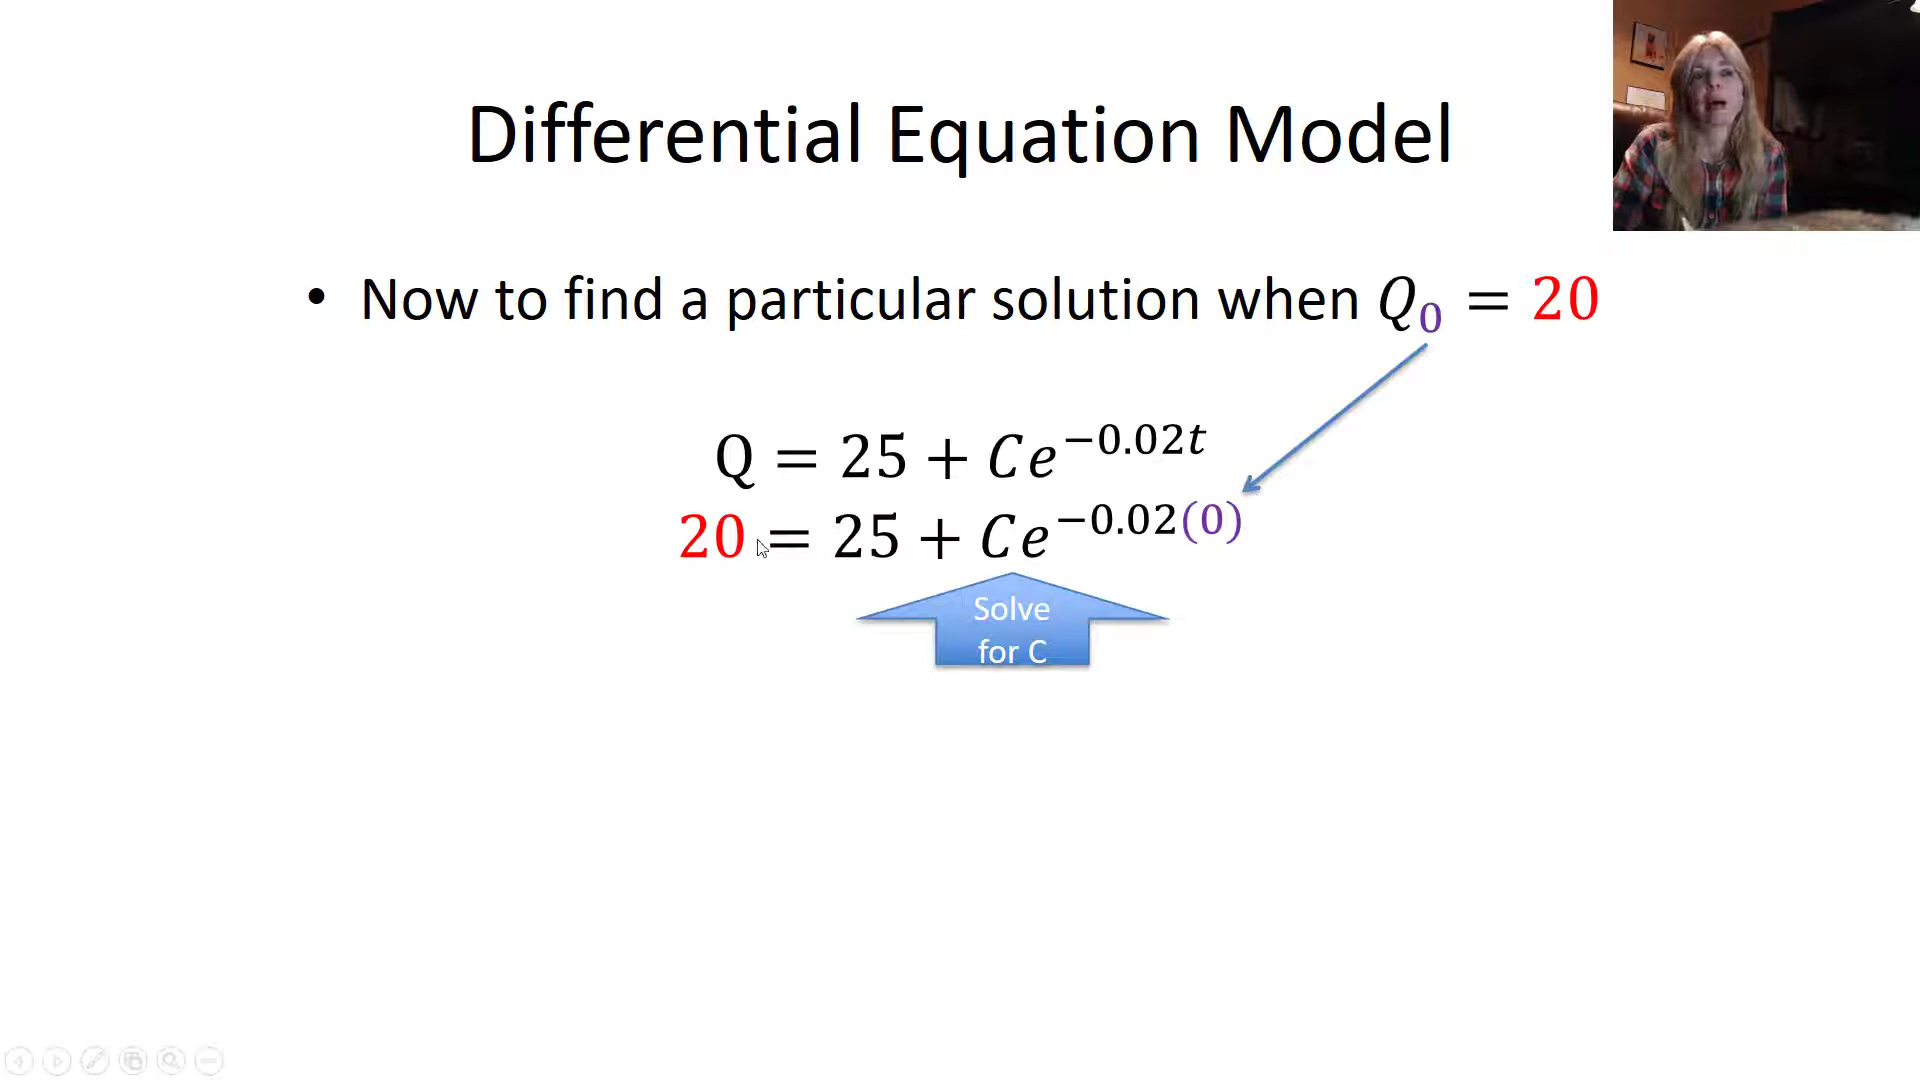 Differential Equation Model
• Now to find a particular solution when Q₀ = 20
Q = 25 + Ce^{−0.02t}
20 = 25 + Ce^{−0.02(0)}
Solve
for C